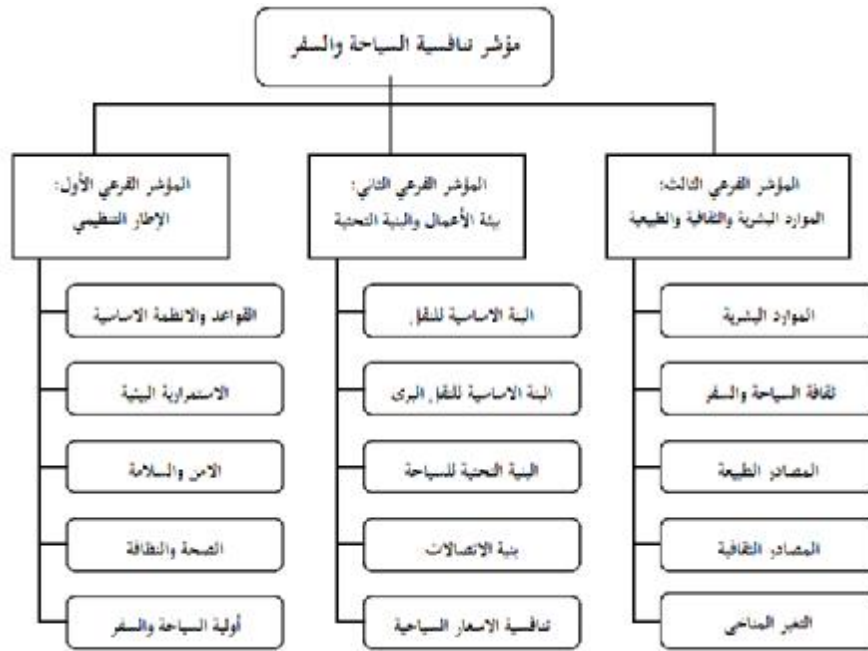 مؤشر تنافسية السياحة والسفر
المؤشر الفرعي الأول:
الإطار التنظيمي
القواعد والانظمة الاساسية
الاستمرارية البيئية
الامن والسلامة
الصحة والنظافة
أولية السياحة والسفر
المؤشر الفرعي الثاني:
بيئة الأعمال والبنية التحتية
البنة الاساسية للنقل
البنة الاساسية للنقل البرى
البنية التحتية للسياحة
بنية الاتصالات
تنافسية الاسعار السياحية
المؤشر الفرعي الثالث:
الموارد البشرية والثقافية والطبيعية
الموارد البشرية
ثقافة السياحة والسفر
المصادر الطبيعة
المصادر الثقافية
التغير المناخى